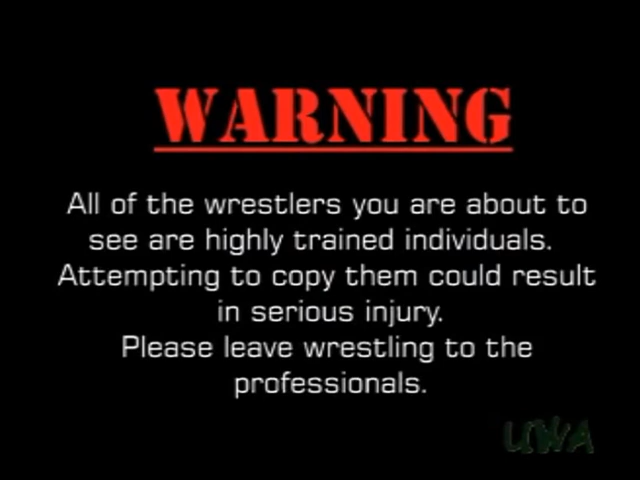 WARNING
All of the wrestlers you are about to
see are highly trained individuals.
Attempting to copy them could result
in serious injury.
Please leave wrestling to the
professionals.
UWA